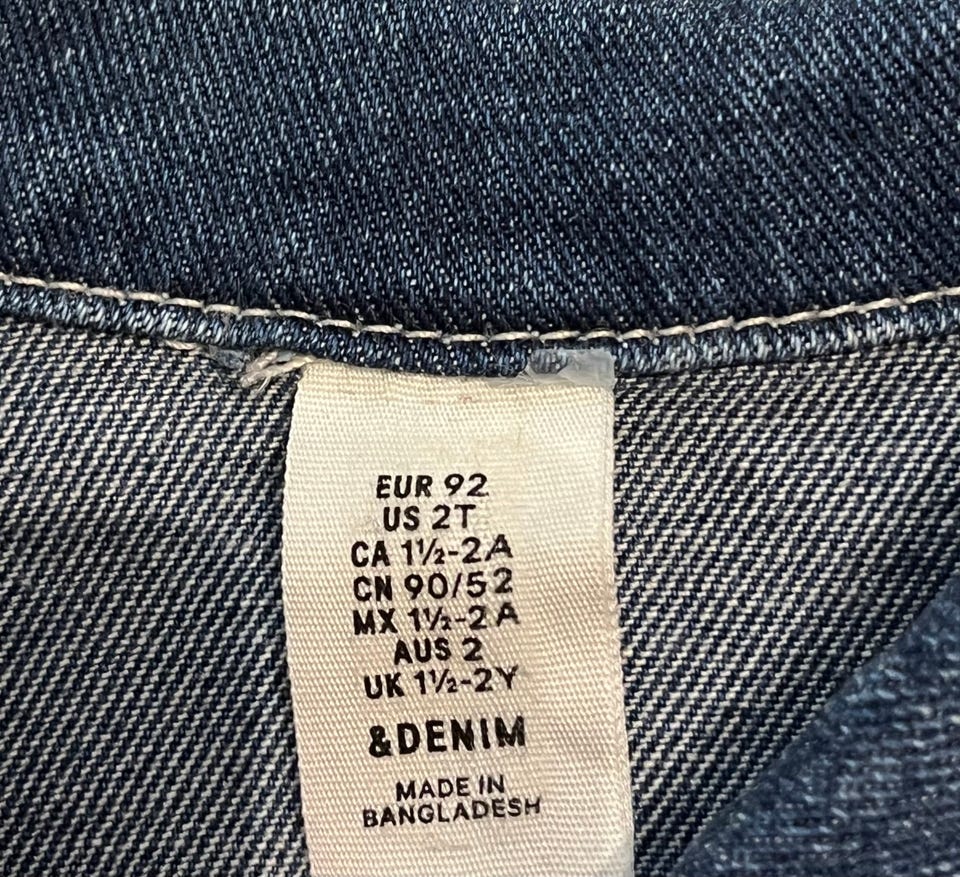 EUR 92
US 2T
CA 1½-2A
CN 90/52
MX 1½-2A
AUS 2
UK 1½-2Y
&DENIM
MADE IN
BANGLADESH